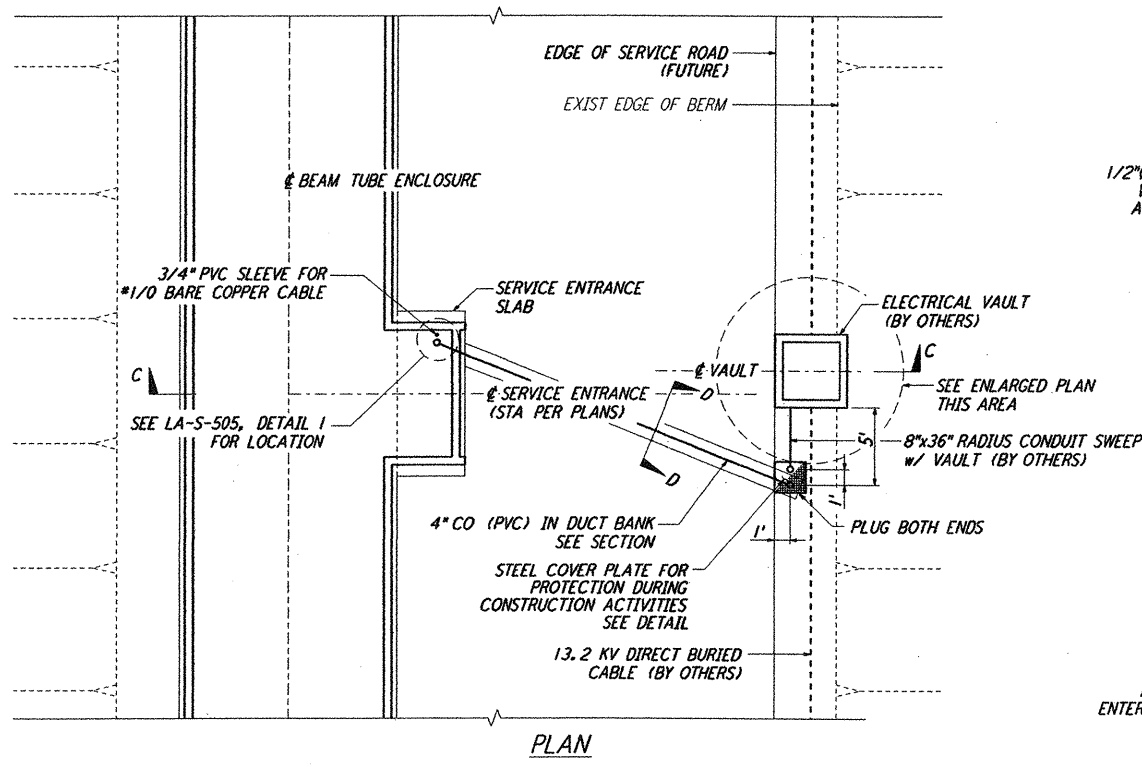 EDGE OF SERVICE ROAD
(FUTURE)
EXIST EDGE OF BERM
1/2"
A
℄ BEAM TUBE ENCLOSURE
3/4" PVC SLEEVE FOR
#1/0 BARE COPPER CABLE
SERVICE ENTRANCE
SLAB
ELECTRICAL VAULT
(BY OTHERS)
C
C
℄ VAULT
℄ SERVICE ENTRANCE
(STA PER PLANS)
D
SEE ENLARGED PLAN
THIS AREA
SEE LA-S-505, DETAIL 1
FOR LOCATION
5'
8"x36" RADIUS CONDUIT SWEEP
w/ VAULT (BY OTHERS)
D
1'
4" CO (PVC) IN DUCT BANK
SEE SECTION
1'
PLUG BOTH ENDS
STEEL COVER PLATE FOR
PROTECTION DURING
CONSTRUCTION ACTIVITIES
SEE DETAIL
13.2 KV DIRECT BURIED
CABLE (BY OTHERS)
ENTER
PLAN